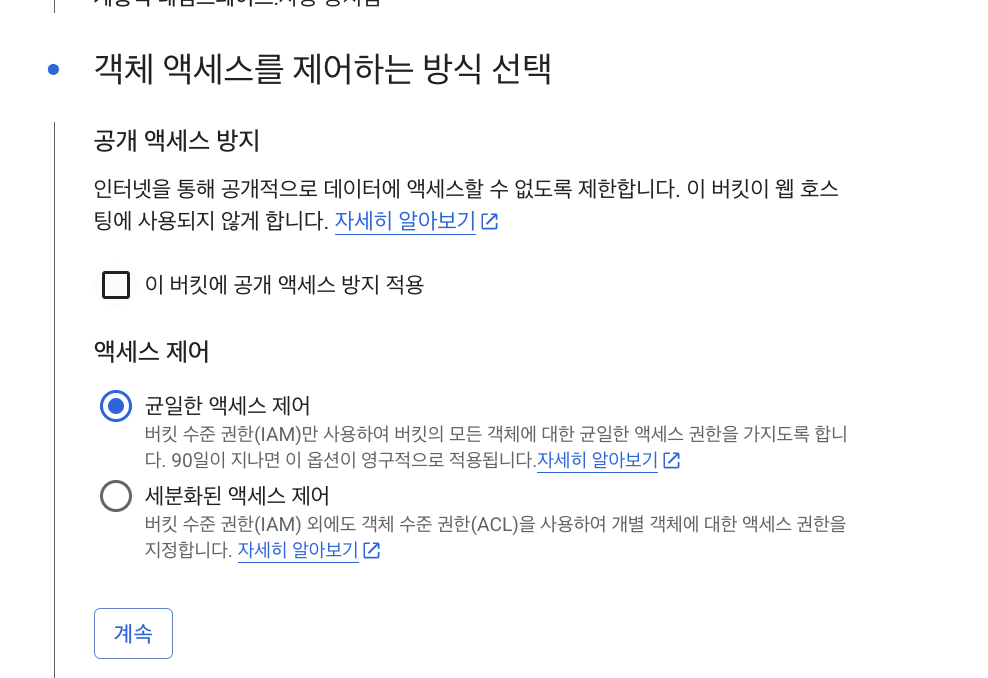 객체 액세스를 제어하는 방식 선택
공개 액세스 방지
인터넷을 통해 공개적으로 데이터에 액세스할 수 없도록 제한합니다. 이 버킷이 웹 호스
팅에 사용되지 않게 합니다. 자세히 알아보기
이 버킷에 공개 액세스 방지 적용
액세스 제어
균일한 액세스 제어
버킷 수준 권한(IAM)만 사용하여 버킷의 모든 객체에 대한 균일한 액세스 권한을 가지도록 합니
다. 90일이 지나면 이 옵션이 영구적으로 적용됩니다.자세히 알아보기
세분화된 액세스 제어
버킷 수준 권한(IAM) 외에도 객체 수준 권한(ACL)을 사용하여 개별 객체에 대한 액세스 권한을
지정합니다. 자세히 알아보기
계속